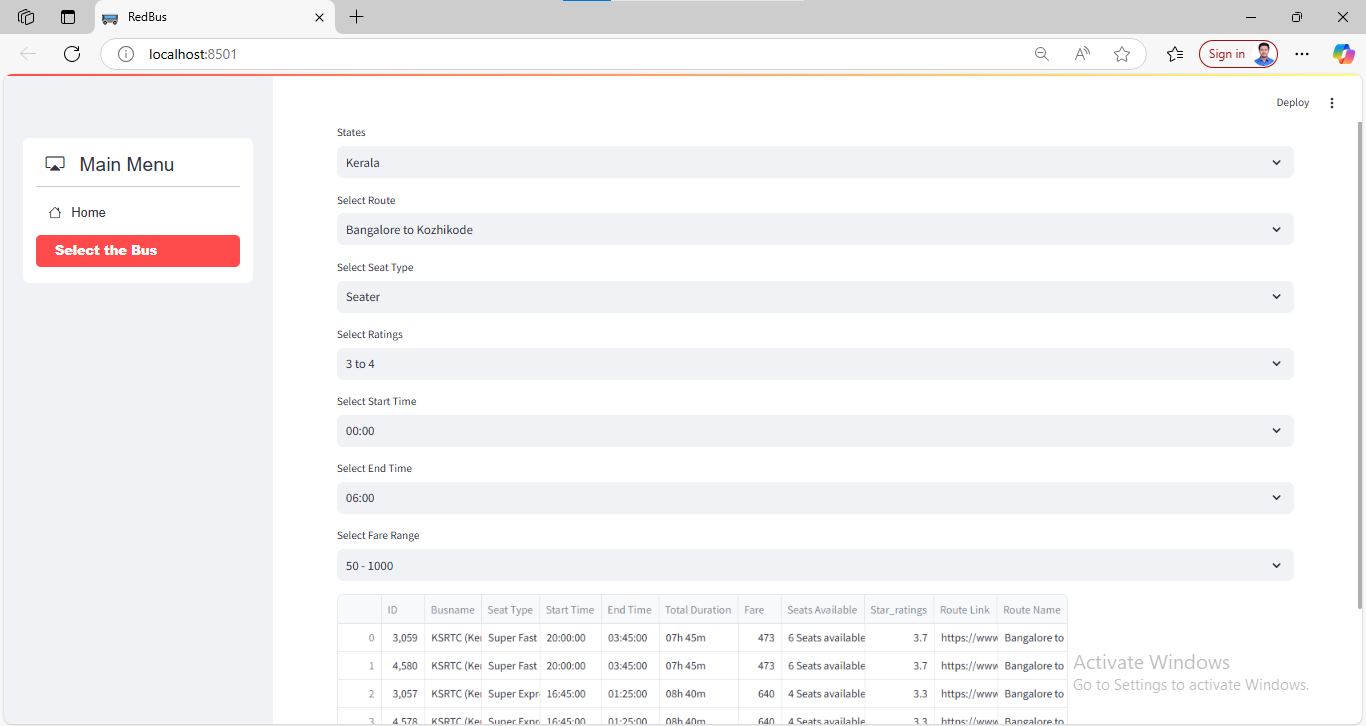 RedBus
localhost:8501
Sign in
Deploy
Main Menu
Home
Select the Bus
States
Kerala
Select Route
Bangalore to Kozhikode
Select Seat Type
Seater
Select Ratings
3 to 4
Select Start Time
00:00
Select End Time
06:00
Select Fare Range
50 - 1000
ID Busname Seat Type Start Time End Time Total Duration Fare Seats Available Star_ratings Route Link Route Name
0 3,059 KSRTC (Ker Super Fast 20:00:00 03:45:00 07h 45m 473 6 Seats available 3.7 https://www Bangalore to
1 4,580 KSRTC (Ker Super Fast 20:00:00 03:45:00 07h 45m 473 6 Seats available 3.7 https://www Bangalore to
2 3,057 KSRTC (Ker Super Expr 16:45:00 01:25:00 08h 40m 640 4 Seats available 3.3 https://www Bangalore to
3 4,578 KSRTC (Ker Super Expr 16:45:00 01:25:00 08h 40m 640 4 Seats available 3.3 https://www Bangalore to
Activate Windows
Go to Settings to activate Windows.